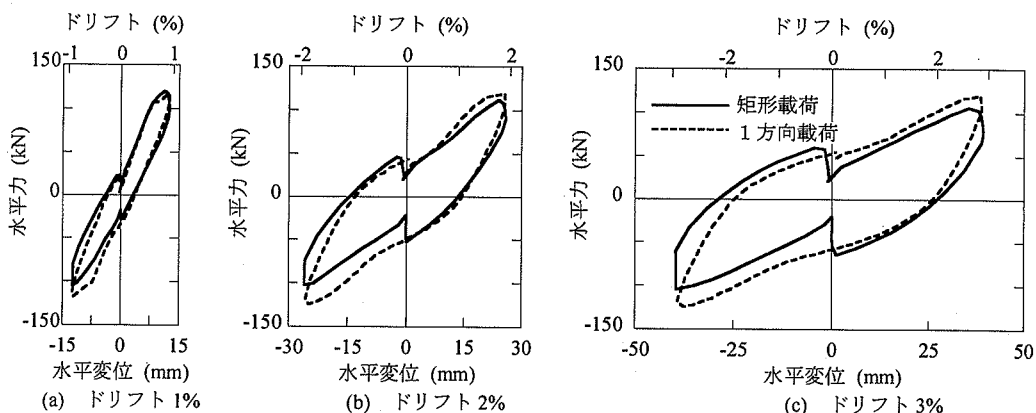 ドリフト (%)
-1 0 1
150
0
-150
水平力 (kN)
-15 0 15
水平変位 (mm)
(a) ドリフト1%
ドリフト (%)
-2 0 2
150
0
-150
水平力 (kN)
-30 -15 0 15 30
水平変位 (mm)
(b) ドリフト2%
ドリフト (%)
-2 0 2
150
0
-150
水平力 (kN)
矩形載荷
1方向載荷
-50 -25 0 25 50
水平変位 (mm)
(c) ドリフト3%